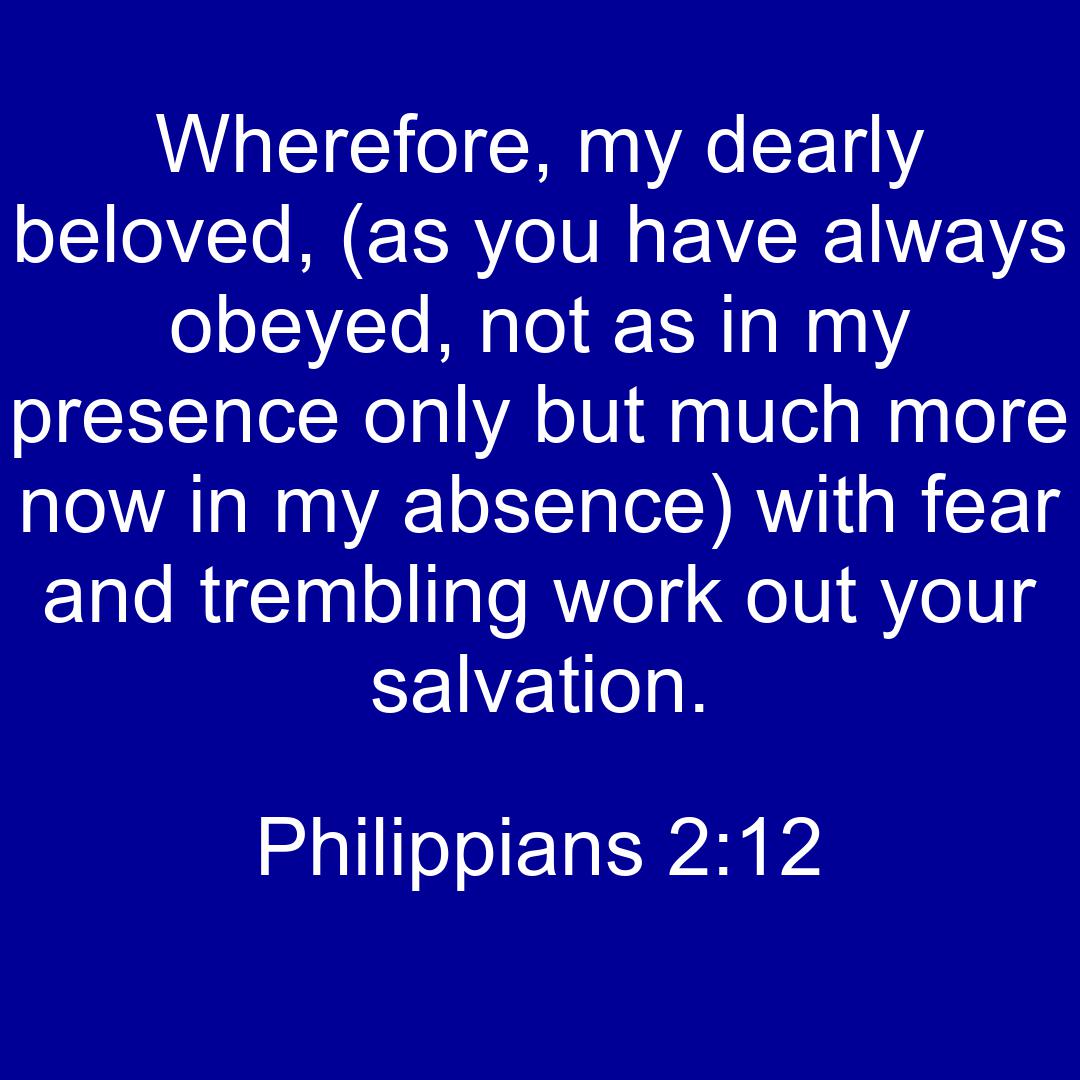 Wherefore, my dearly
beloved, (as you have always
obeyed, not as in my
presence only but much more
now in my absence) with fear
and trembling work out your
salvation.
Philippians 2:12